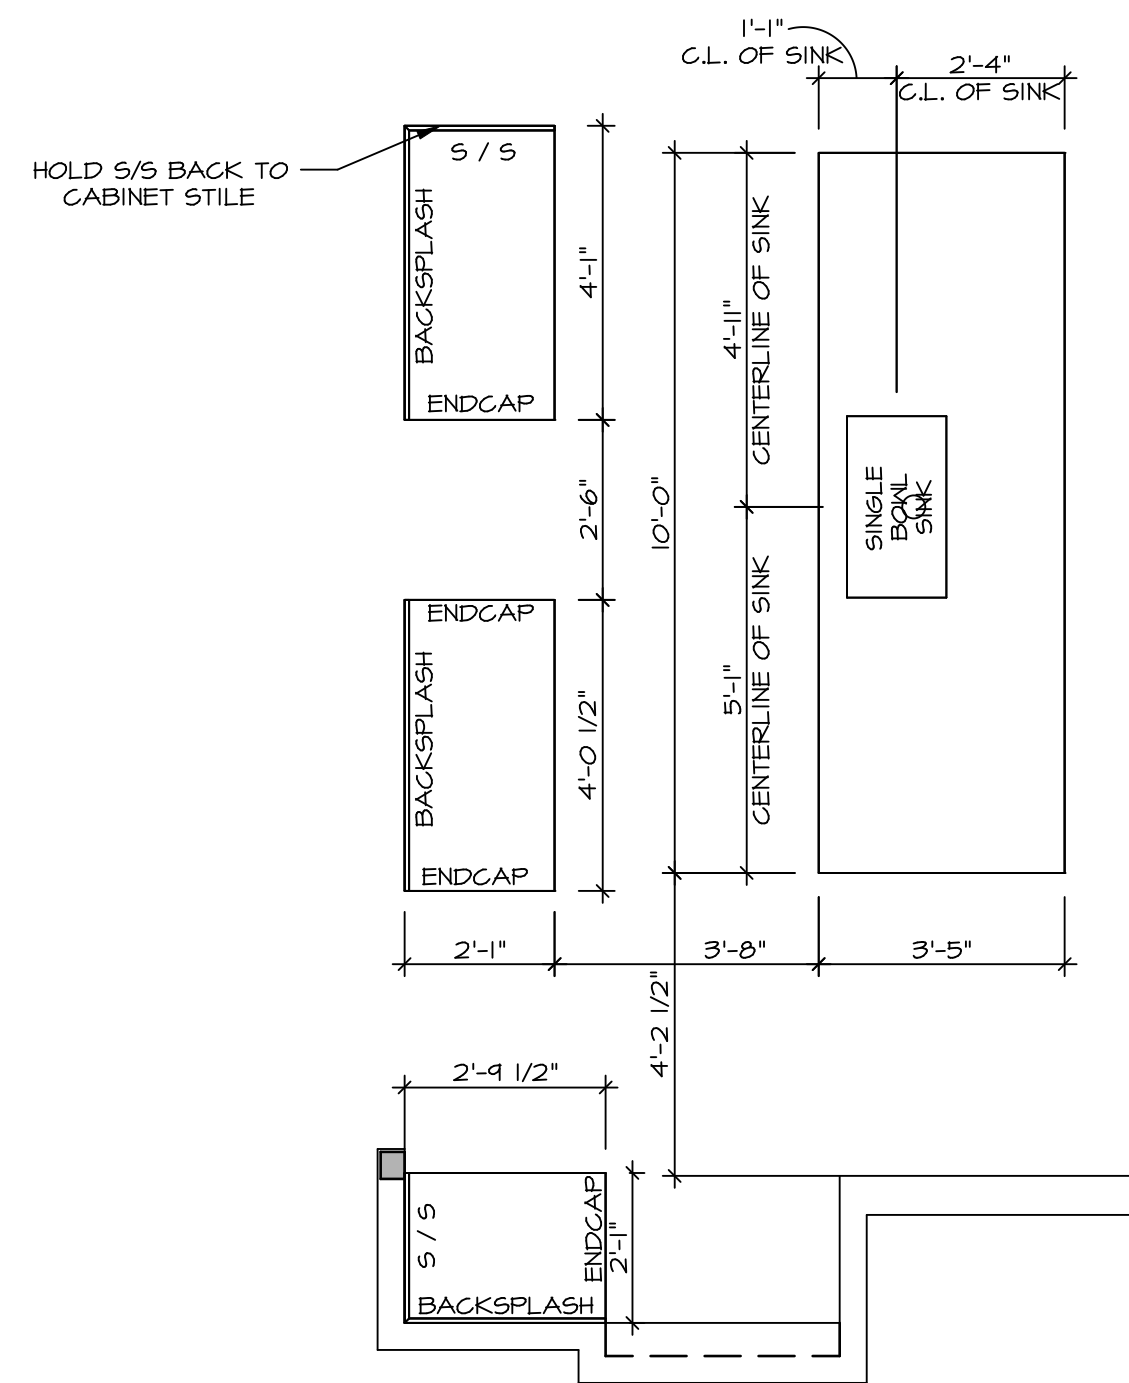 1'-1"
C.L. OF SINK
2'-4"
C.L. OF SINK
HOLD S/S BACK TO
CABINET STILE
S / S
BACKSPLASH
ENDCAP
4'-1"
2'-6"
10'-0"
4'-11"
CENTERLINE OF SINK
SINGLE
BOWL
SINK
ENDCAP
BACKSPLASH
ENDCAP
4'-0 1/2"
5'-1"
CENTERLINE OF SINK
2'-1"
3'-8"
3'-5"
4'-2 1/2"
2'-9 1/2"
S / S
ENDCAP
2'-1"
BACKSPLASH